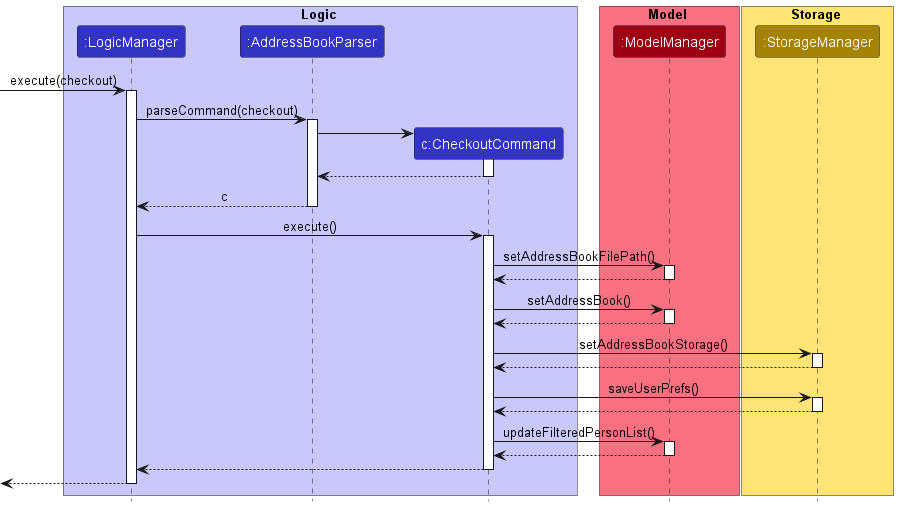 Logic
Model
Storage
:LogicManager
:AddressBookParser
:ModelManager
:StorageManager
execute(checkout)
parseCommand(checkout)
c:CheckoutCommand
c
execute()
setAddressBookFilePath()
setAddressBook()
setAddressBookStorage()
saveUserPrefs()
updateFilteredPersonList()